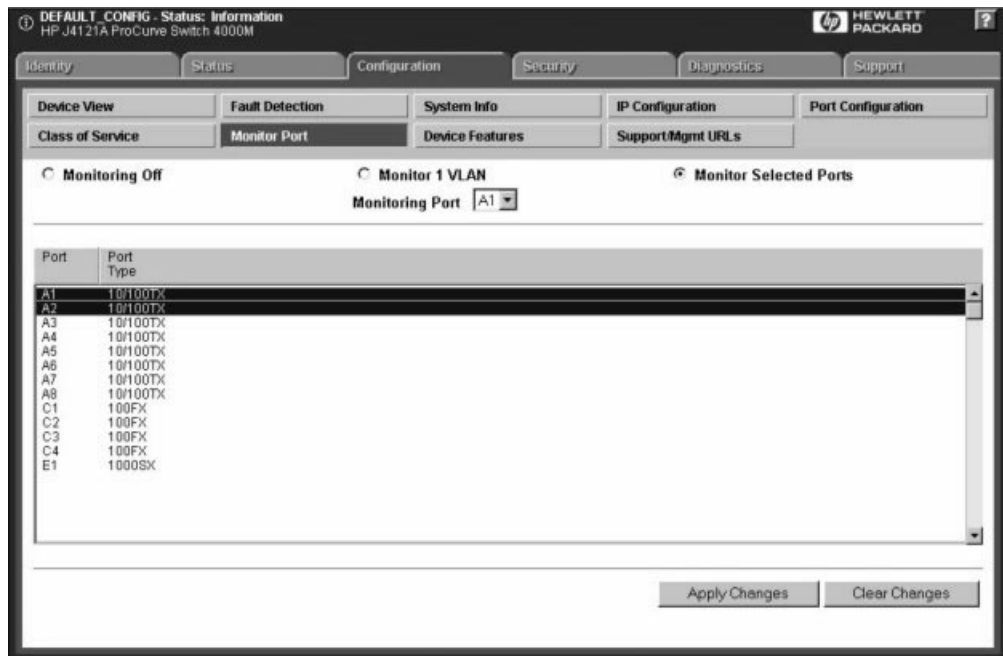 DEFAULT_CONFIG - Status: Information
HP J4121A ProCurve Switch 4000M
hp HEWLETT PACKARD
?
Identity Status Configuration Security Diagnostics Support
Device View Fault Detection System Info IP Configuration Port Configuration
Class of Service Monitor Port Device Features Support/Mgmt URLs
Monitoring Off Monitor 1 VLAN Monitor Selected Ports
Monitoring Port A1
Port Port Type
A1 10/100TX
A2 10/100TX
A3 10/100TX
A4 10/100TX
A5 10/100TX
A6 10/100TX
A7 10/100TX
A8 10/100TX
C1 100FX
C2 100FX
C3 100FX
C4 100FX
E1 1000SX
Apply Changes Clear Changes